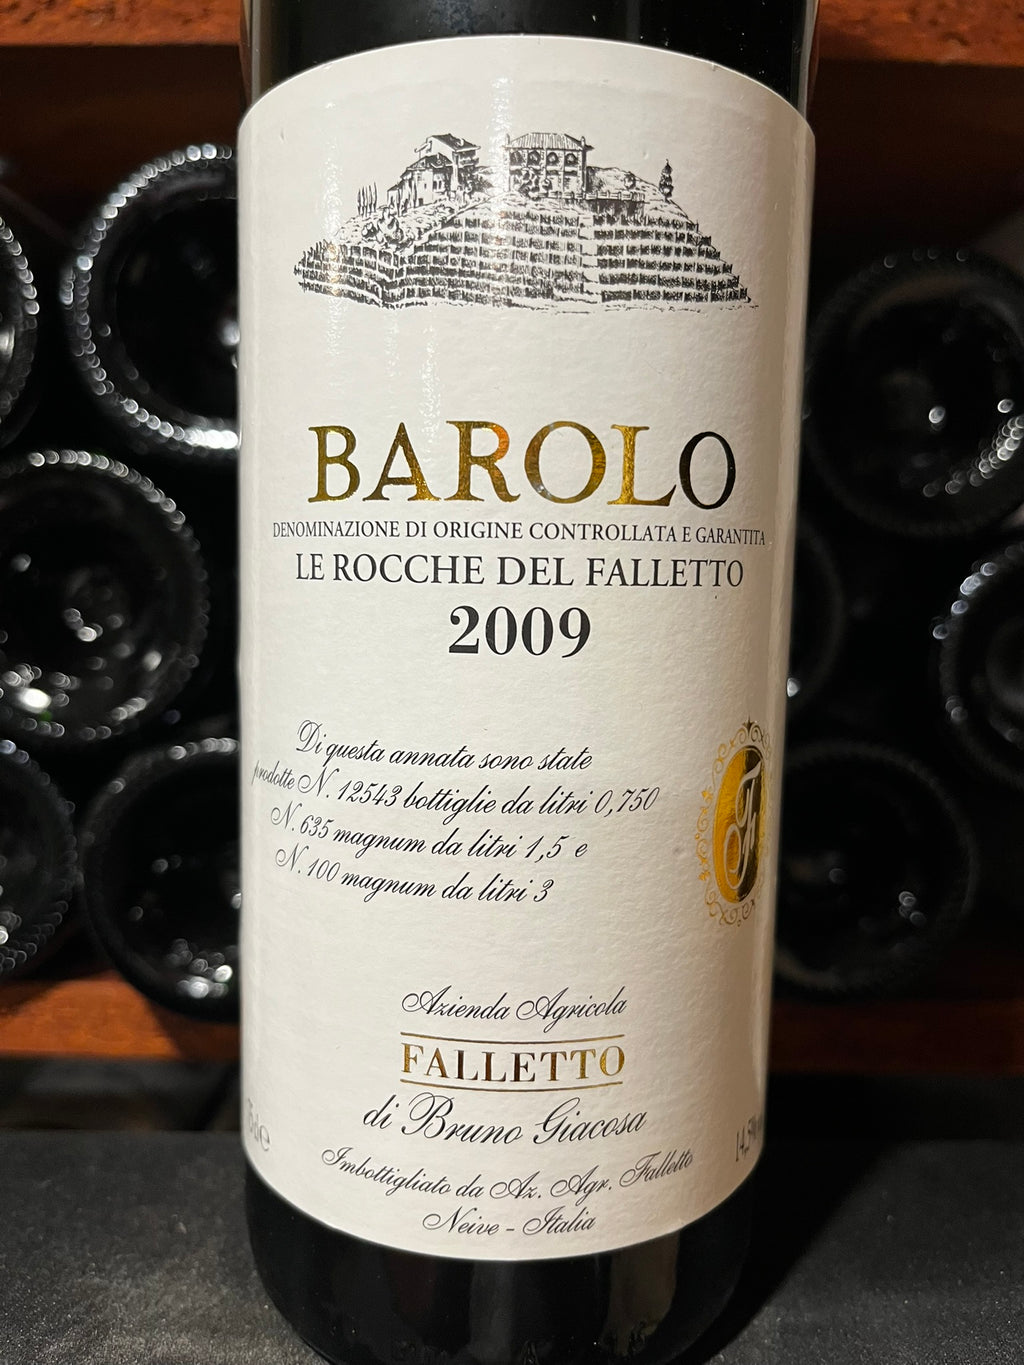 BAROLO
DENOMINAZIONE DI ORIGINE CONTROLLATA E GARANTITA
LE ROCCHE DEL FALLETTO
2009
Di questa annata sono state
prodotte N. 12543 bottiglie da litri 0,750
N. 635 magnum da litri 1,5 e
N. 100 magnum da litri 3
Azienda Agricola
FALLETTO
di Bruno Giacosa
Imbottigliato da Az. Agr. Falletto
Neive - Italia